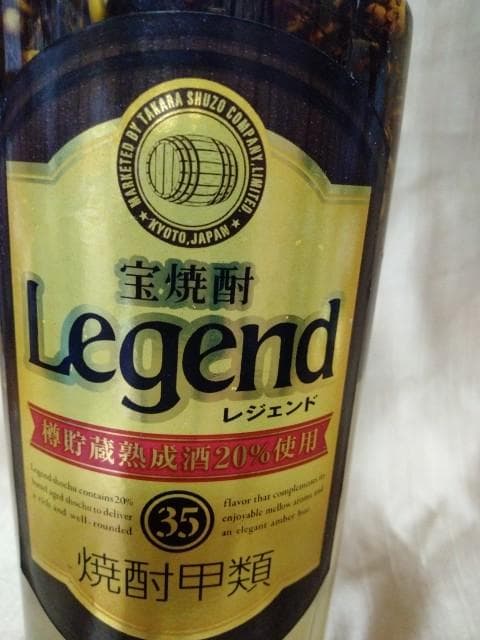 MARKETED BY TAKARA SHUZO COMPANY, LIMITED.
★ KYOTO, JAPAN ★
宝焼酎
Legend
レジェンド
樽貯蔵熟成酒20%使用
Legend shochu contains 20%
barrel aged shochu to deliver
a rich and well-rounded
35
flavor that complements its
enjoyable mellow aroma and
an elegant amber hue.
焼酎甲類